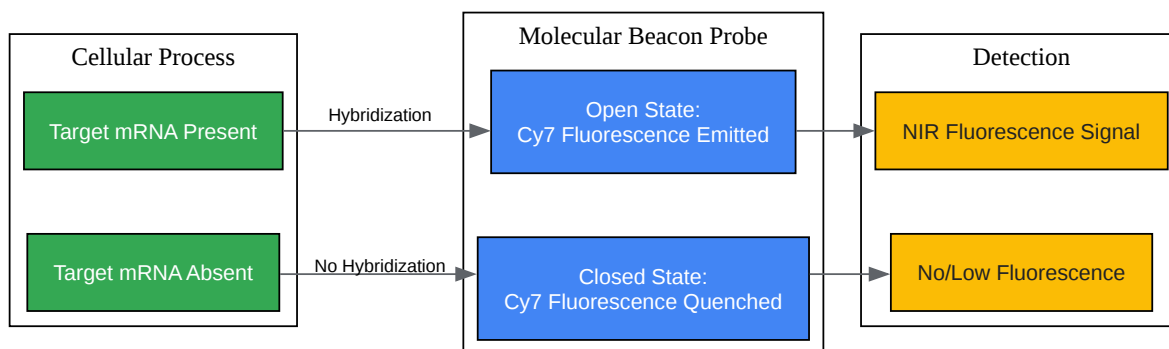 Cellular Process
Molecular Beacon Probe
Detection
Target mRNA Present
Hybridization
Open State:
Cy7 Fluorescence Emitted
NIR Fluorescence Signal
Target mRNA Absent
No Hybridization
Closed State:
Cy7 Fluorescence Quenched
No/Low Fluorescence